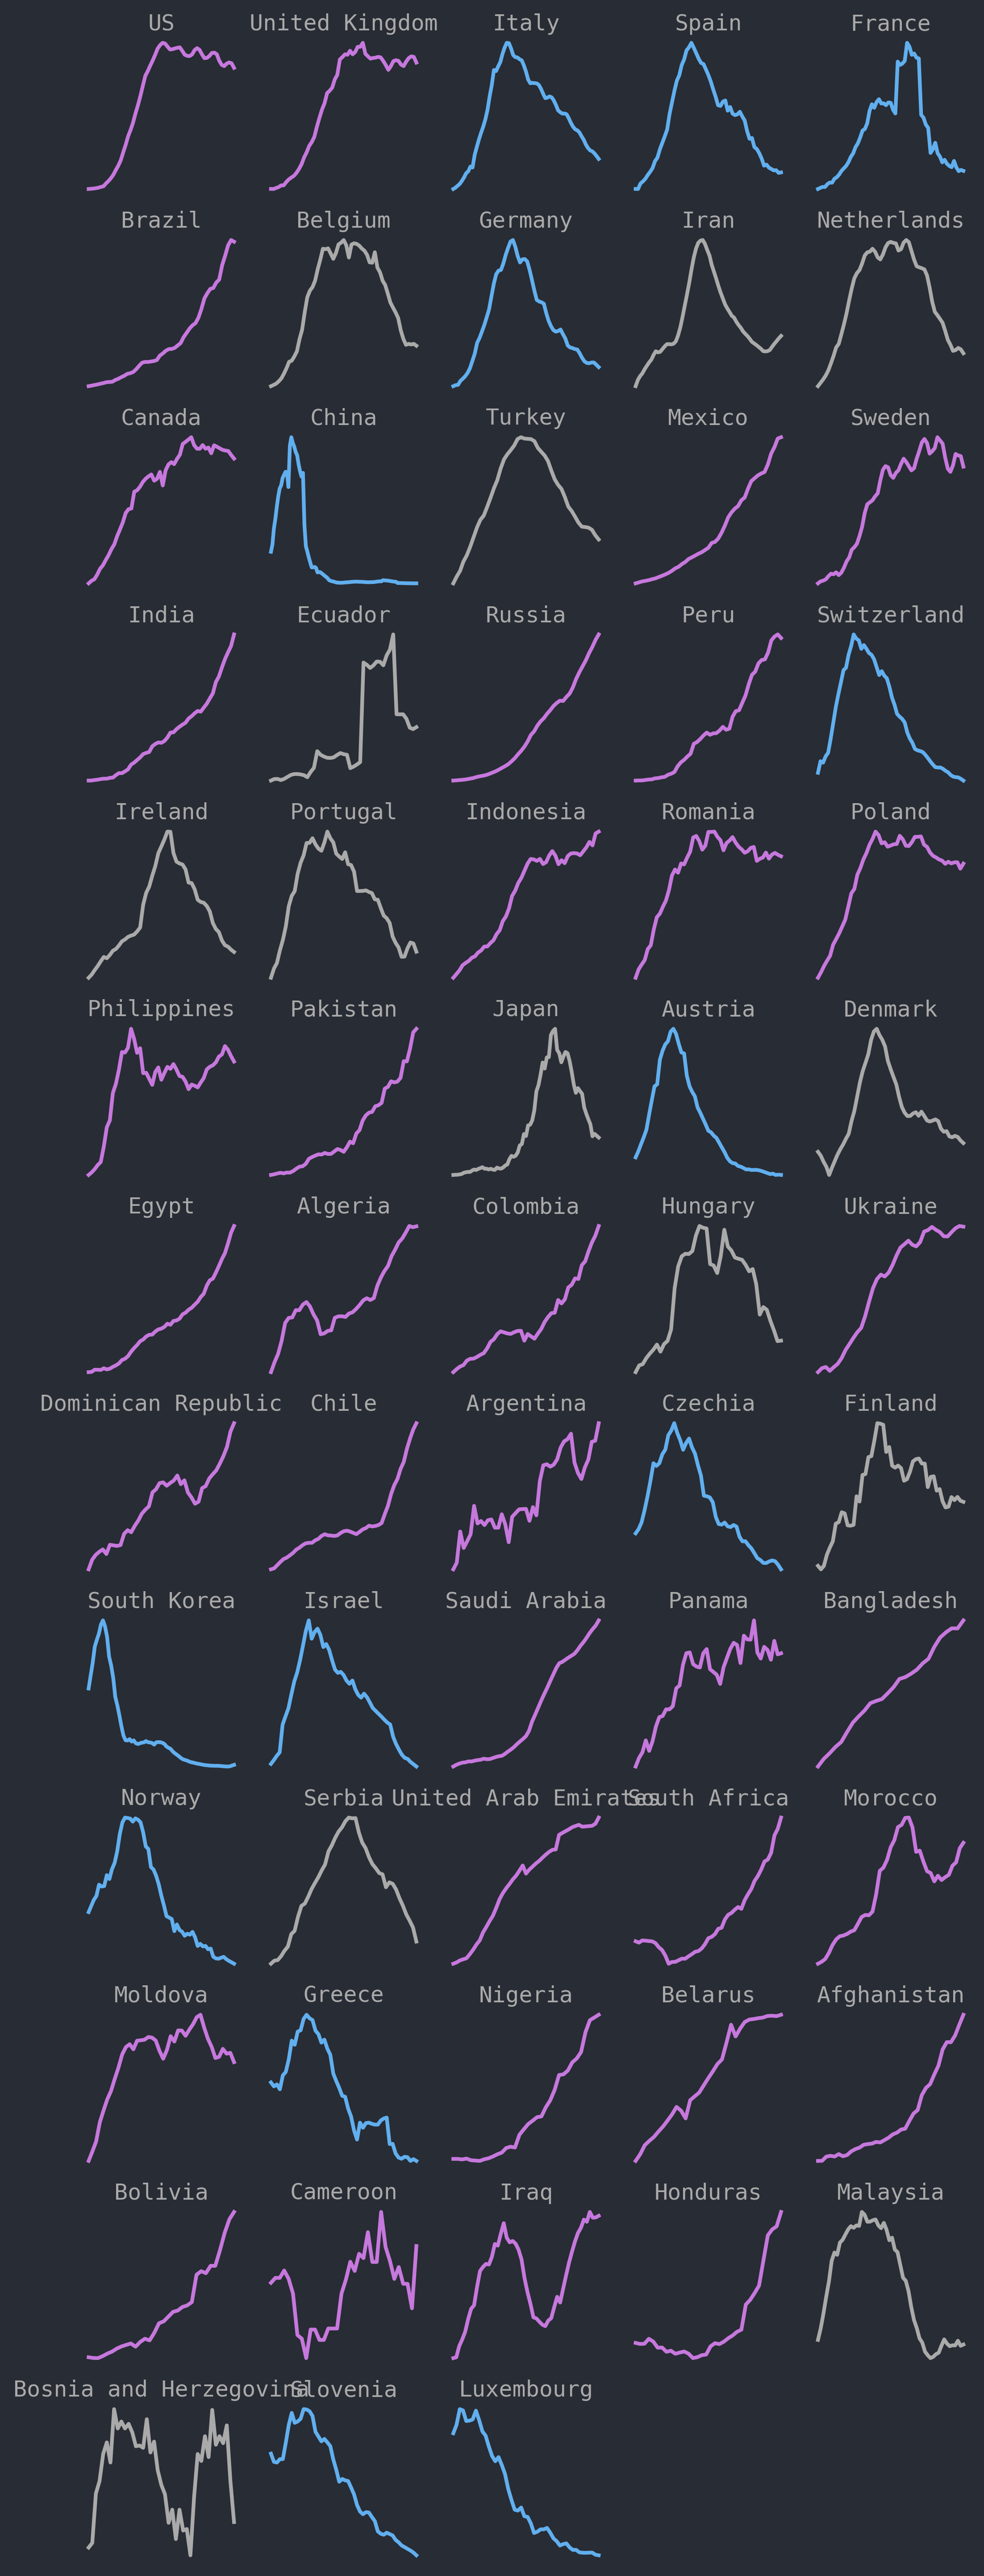 US United Kingdom Italy Spain France
Brazil Belgium Germany Iran Netherlands
Canada China Turkey Mexico Sweden
India Ecuador Russia Peru Switzerland
Ireland Portugal Indonesia Romania Poland
Philippines Pakistan Japan Austria Denmark
Egypt Algeria Colombia Hungary Ukraine
Dominican Republic Chile Argentina Czechia Finland
South Korea Israel Saudi Arabia Panama Bangladesh
Norway Serbia United Arab Emirates South Africa Morocco
Moldova Greece Nigeria Belarus Afghanistan
Bolivia Cameroon Iraq Honduras Malaysia
Bosnia and Herzegovina Slovenia Luxembourg